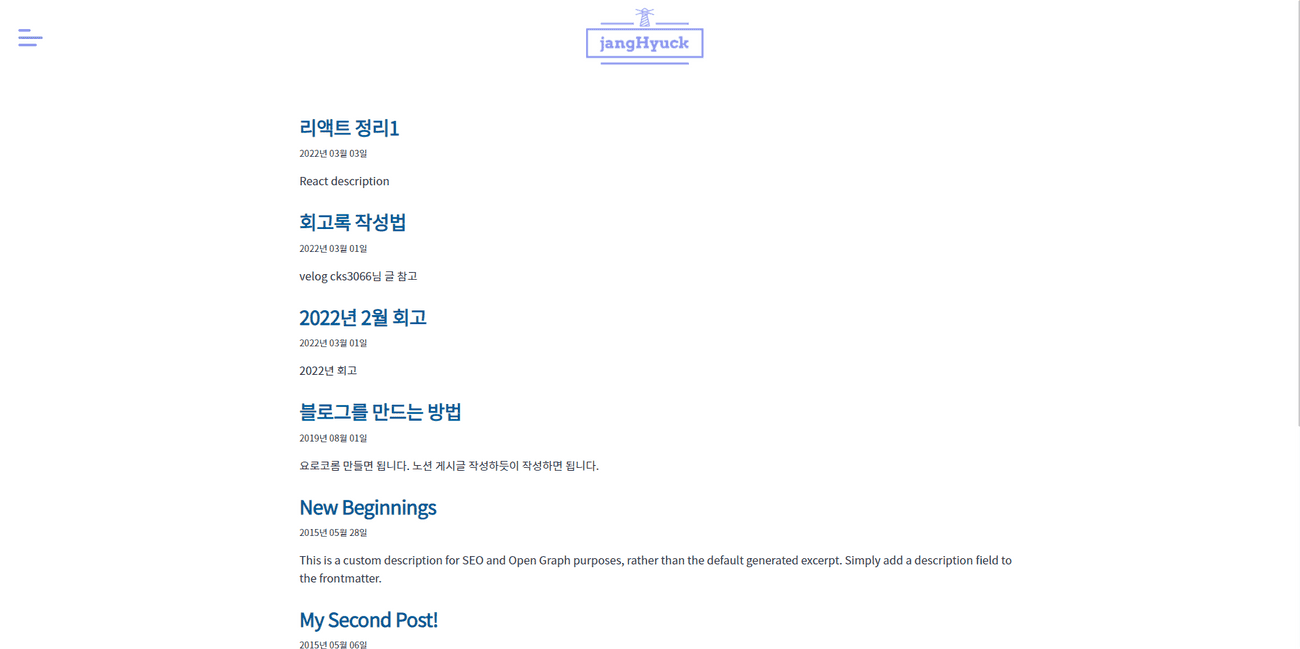 jangHyuck
리액트 정리1
2022년 03월 03일
React description
회고록 작성법
2022년 03월 01일
velog cks3066님 글 참고
2022년 2월 회고
2022년 03월 01일
2022년 회고
블로그를 만드는 방법
2019년 08월 01일
요로코롬 만들면 됩니다. 노션 게시글 작성하듯이 작성하면 됩니다.
New Beginnings
2015년 05월 28일
This is a custom description for SEO and Open Graph purposes, rather than the default generated excerpt. Simply add a description field to
the frontmatter.
My Second Post!
2015년 05월 06일